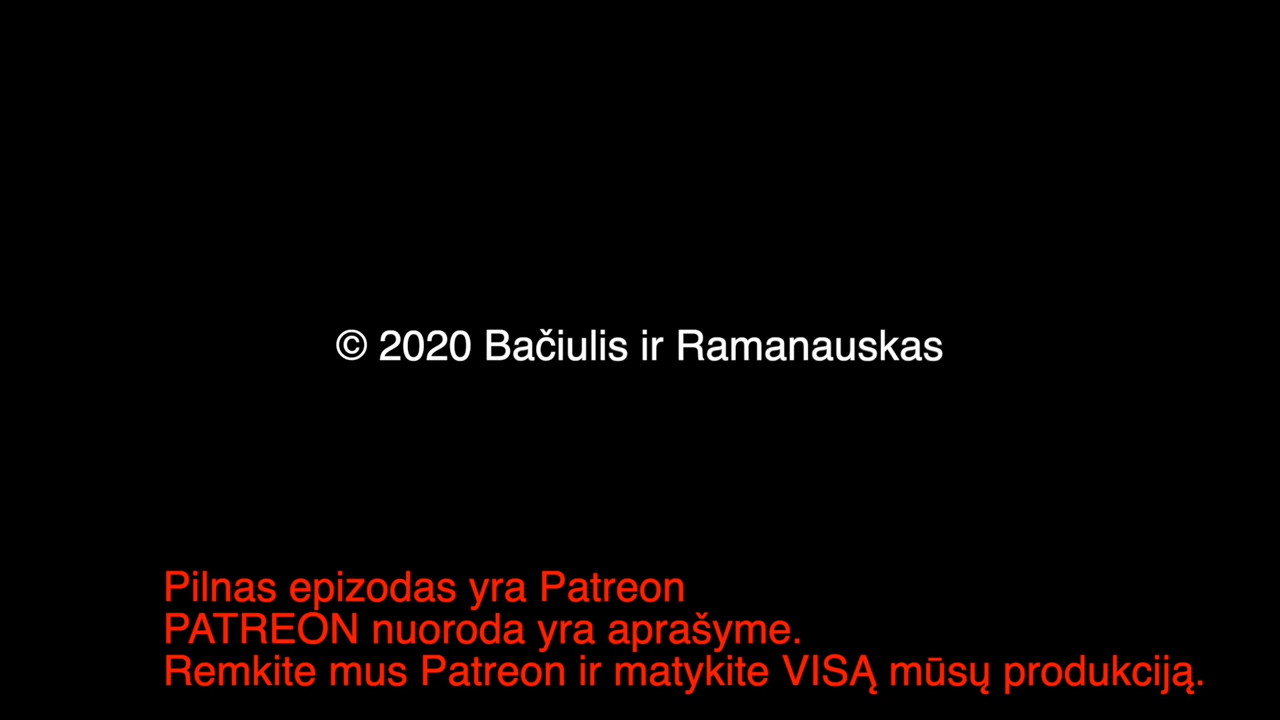 © 2020 Bačiulis ir Ramanauskas
Pilnas epizodas yra Patreon
PATREON nuoroda yra aprašyme.
Remkite mus Patreon ir matykite VISĄ mūsų produkciją.